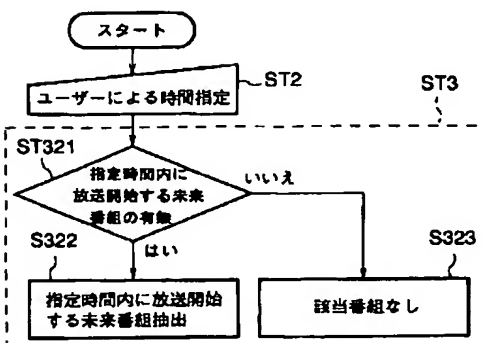 スタート
ST2
ユーザーによる時間指定
ST3
ST321
指定時間内に
放送開始する未来
番組の有無
いいえ
はい
S322
指定時間内に放送開始
する未来番組抽出
S323
該当番組なし